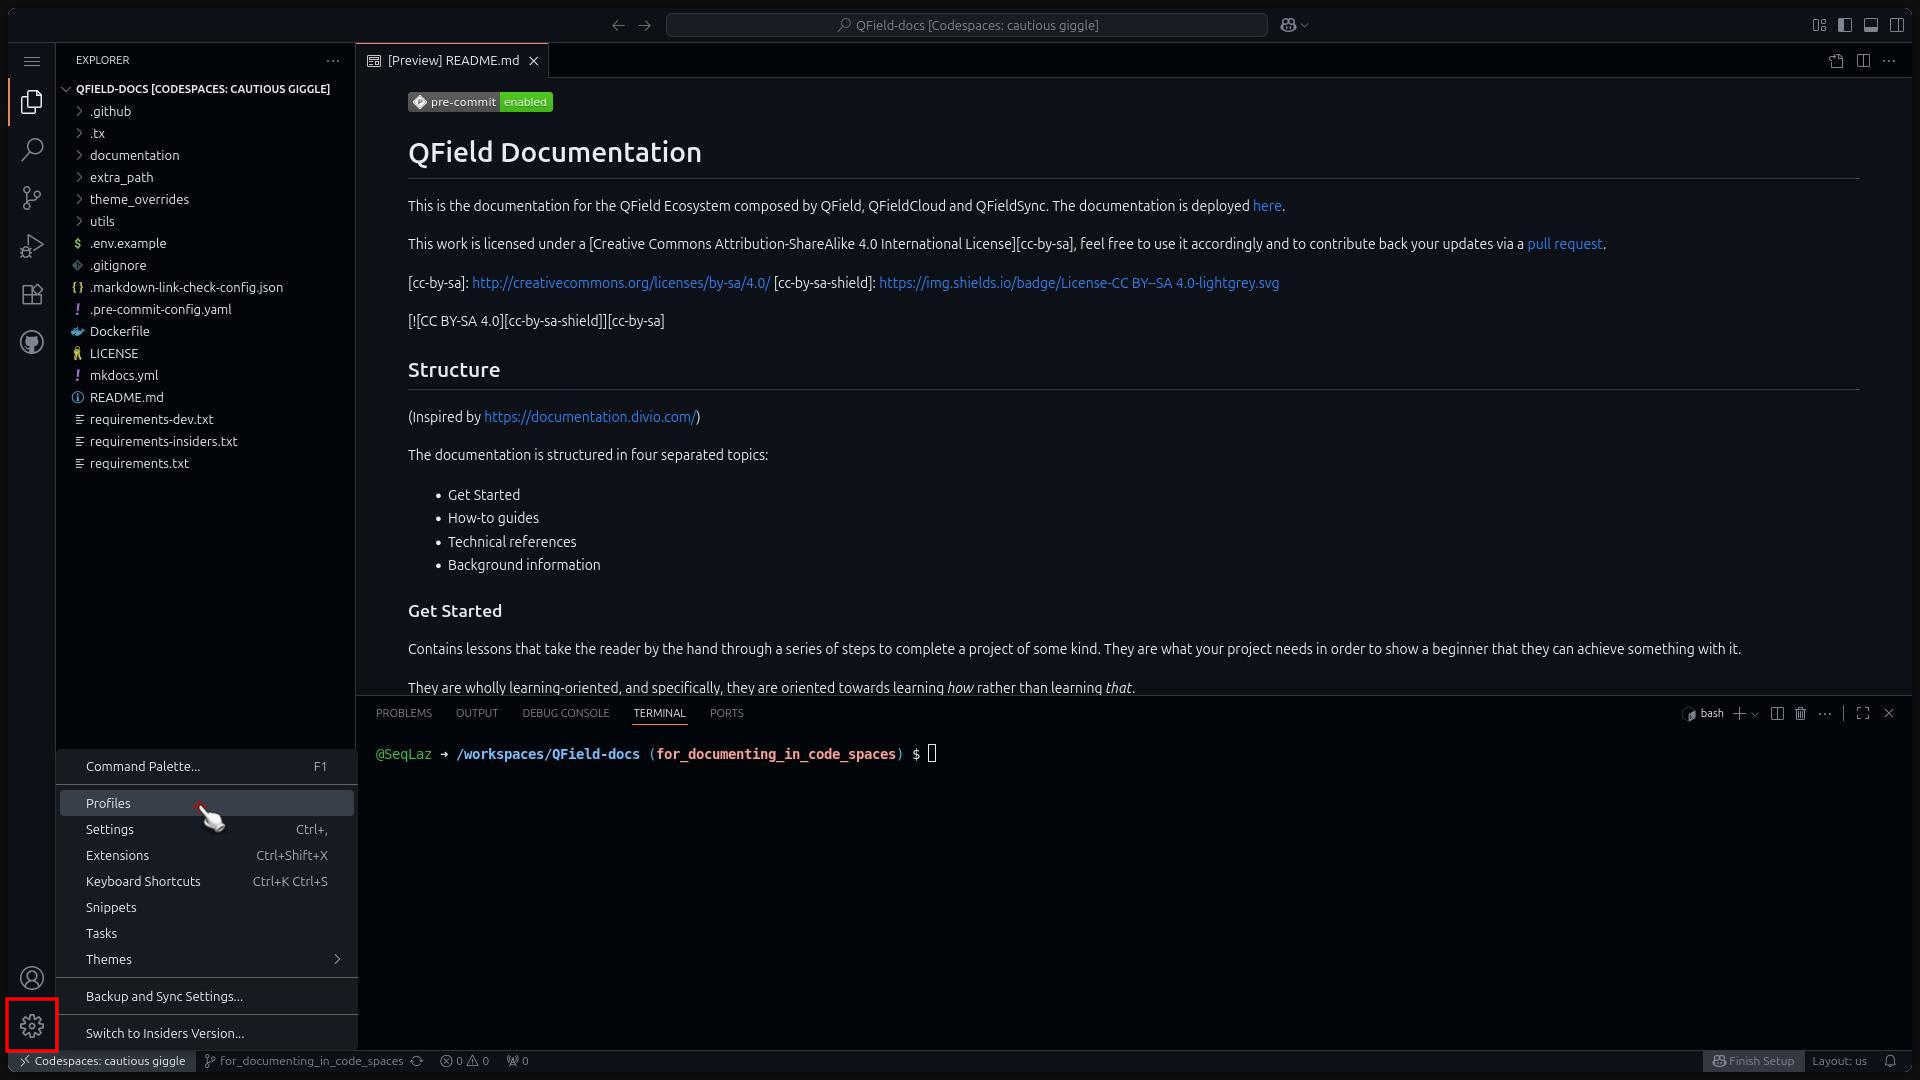 QField-docs [Codespaces: cautious giggle]
EXPLORER
QFIELD-DOCS [CODESPACES: CAUTIOUS GIGGLE]
.github
.tx
documentation
extra_path
theme_overrides
utils
.env.example
.gitignore
.markdown-link-check-config.json
.pre-commit-config.yaml
Dockerfile
LICENSE
mkdocs.yml
README.md
requirements-dev.txt
requirements-insiders.txt
requirements.txt
[Preview] README.md
pre-commit enabled
QField Documentation
This is the documentation for the QField Ecosystem composed by QField, QFieldCloud and QFieldSync. The documentation is deployed here.
This work is licensed under a [Creative Commons Attribution-ShareAlike 4.0 International License][cc-by-sa], feel free to use it accordingly and to contribute back your updates via a pull request.
[cc-by-sa]: http://creativecommons.org/licenses/by-sa/4.0/ [cc-by-sa-shield]: https://img.shields.io/badge/License-CC BY--SA 4.0-lightgrey.svg
[![CC BY-SA 4.0][cc-by-sa-shield]][cc-by-sa]
Structure
(Inspired by https://documentation.divio.com/)
The documentation is structured in four separated topics:
• Get Started
• How-to guides
• Technical references
• Background information
Get Started
Contains lessons that take the reader by the hand through a series of steps to complete a project of some kind. They are what your project needs in order to show a beginner that they can achieve something with it.
They are wholly learning-oriented, and specifically, they are oriented towards learning how rather than learning that.
PROBLEMS OUTPUT DEBUG CONSOLE TERMINAL PORTS
bash
@SeqLaz ➜ /workspaces/QField-docs (for_documenting_in_code_spaces) $
Command Palette... F1
Profiles
Settings Ctrl+,
Extensions Ctrl+Shift+X
Keyboard Shortcuts Ctrl+K Ctrl+S
Snippets
Tasks
Themes
Backup and Sync Settings...
Switch to Insiders Version...
Codespaces: cautious giggle for_documenting_in_code_spaces 0 0 0 Finish Setup Layout: us